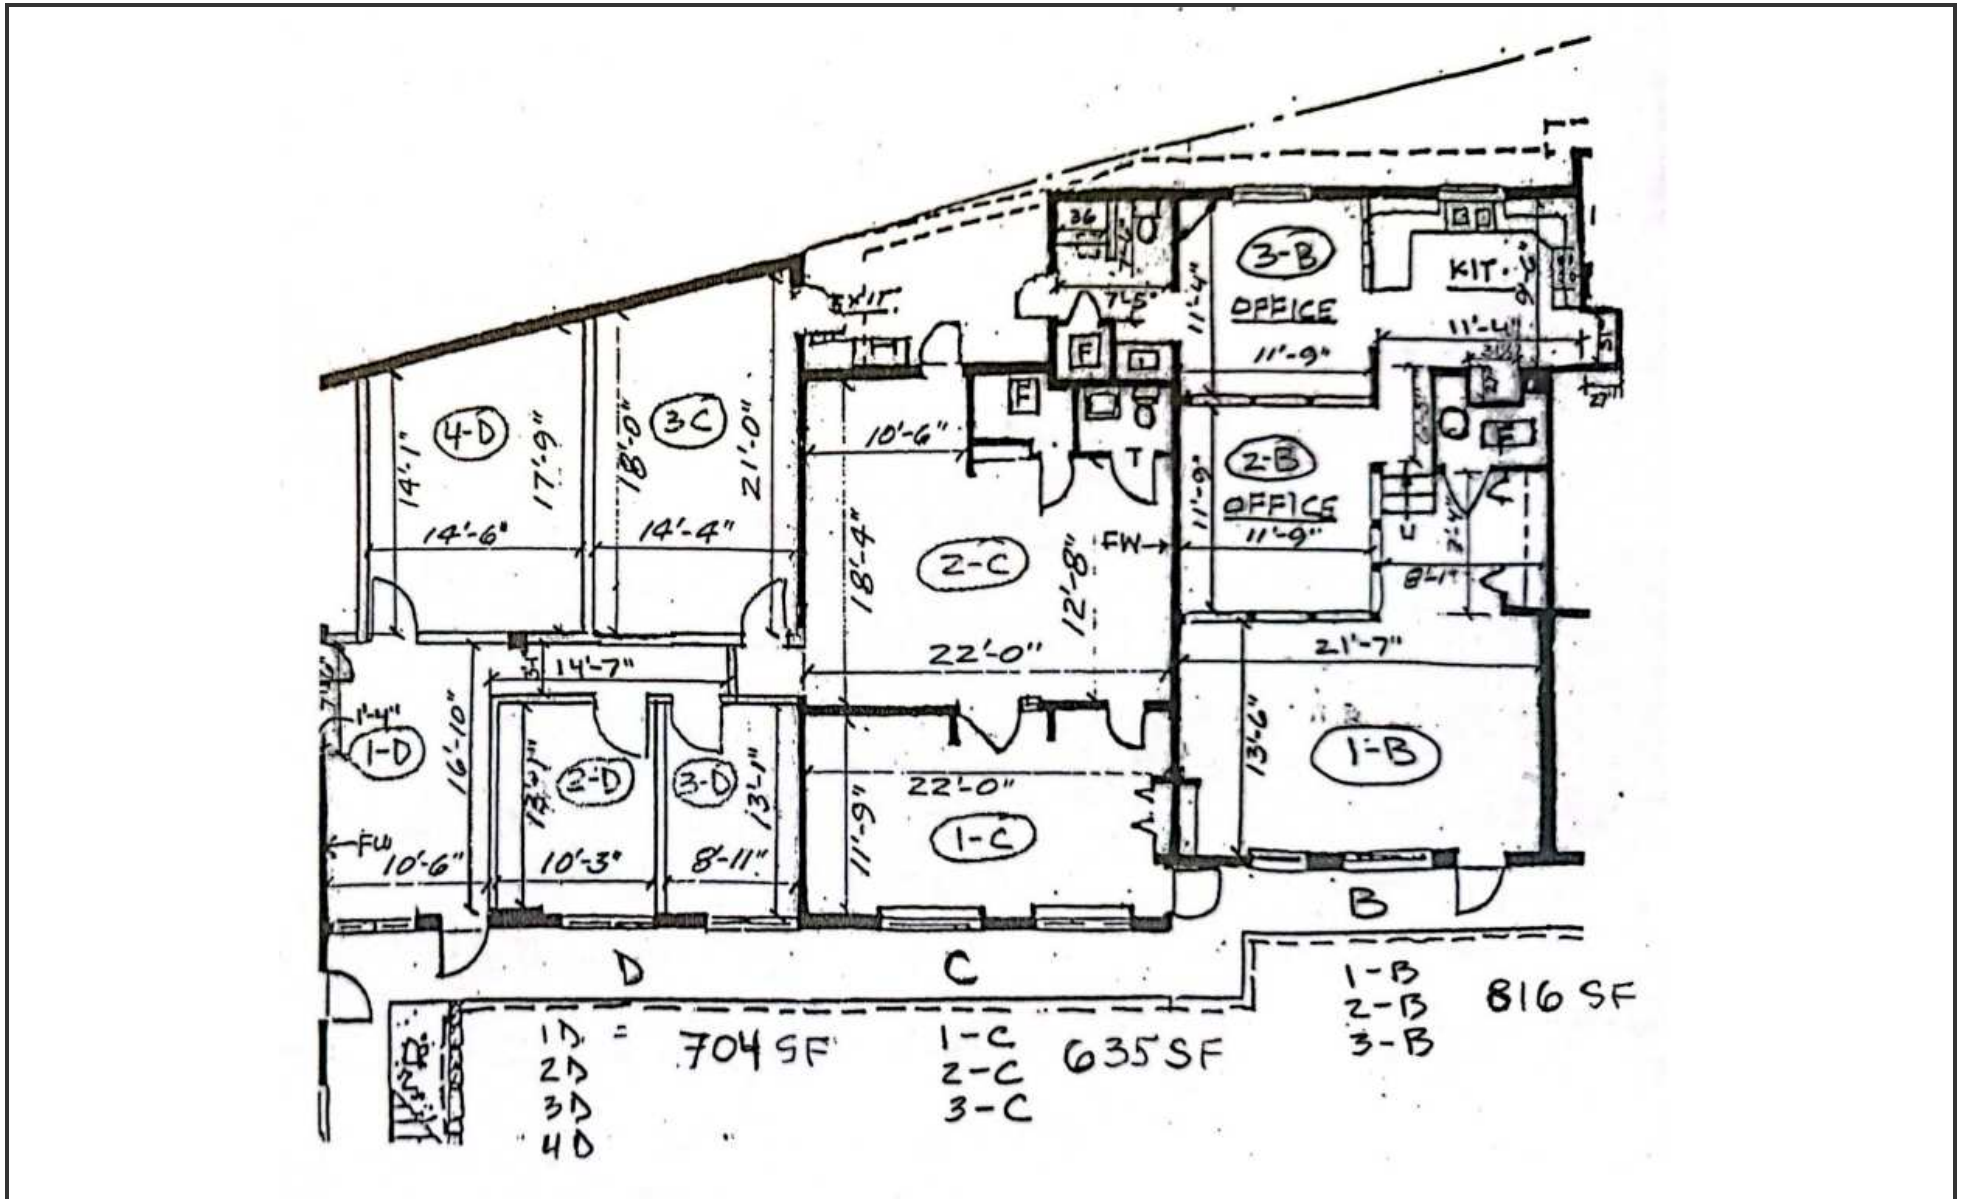 36
3-B
OFFICE
KIT.
7'-5"
11'-4"
11'-4"
11'-9"
F
4-D
14'-1"
17'-9"
14'-6"
3C
18'-0"
21'-0"
14'-4"
10'-6"
F
T
2-B
OFFICE
11'-9"
11'-9"
F
27"
18'-4"
2-C
12'-8"
FW
22'-0"
8'-1"
21'-7"
14'-7"
1'-4"
1-D
16'-10"
FW
10'-6"
2-D
10'-3"
3-D
13'-1"
8'-11"
22'-0"
11'-9"
1-C
13'-6"
1-B
B
D
C
1D =
2D
3D
4D
704 SF
1-C
2-C
3-C
635 SF
1-B
2-B
3-B
816 SF